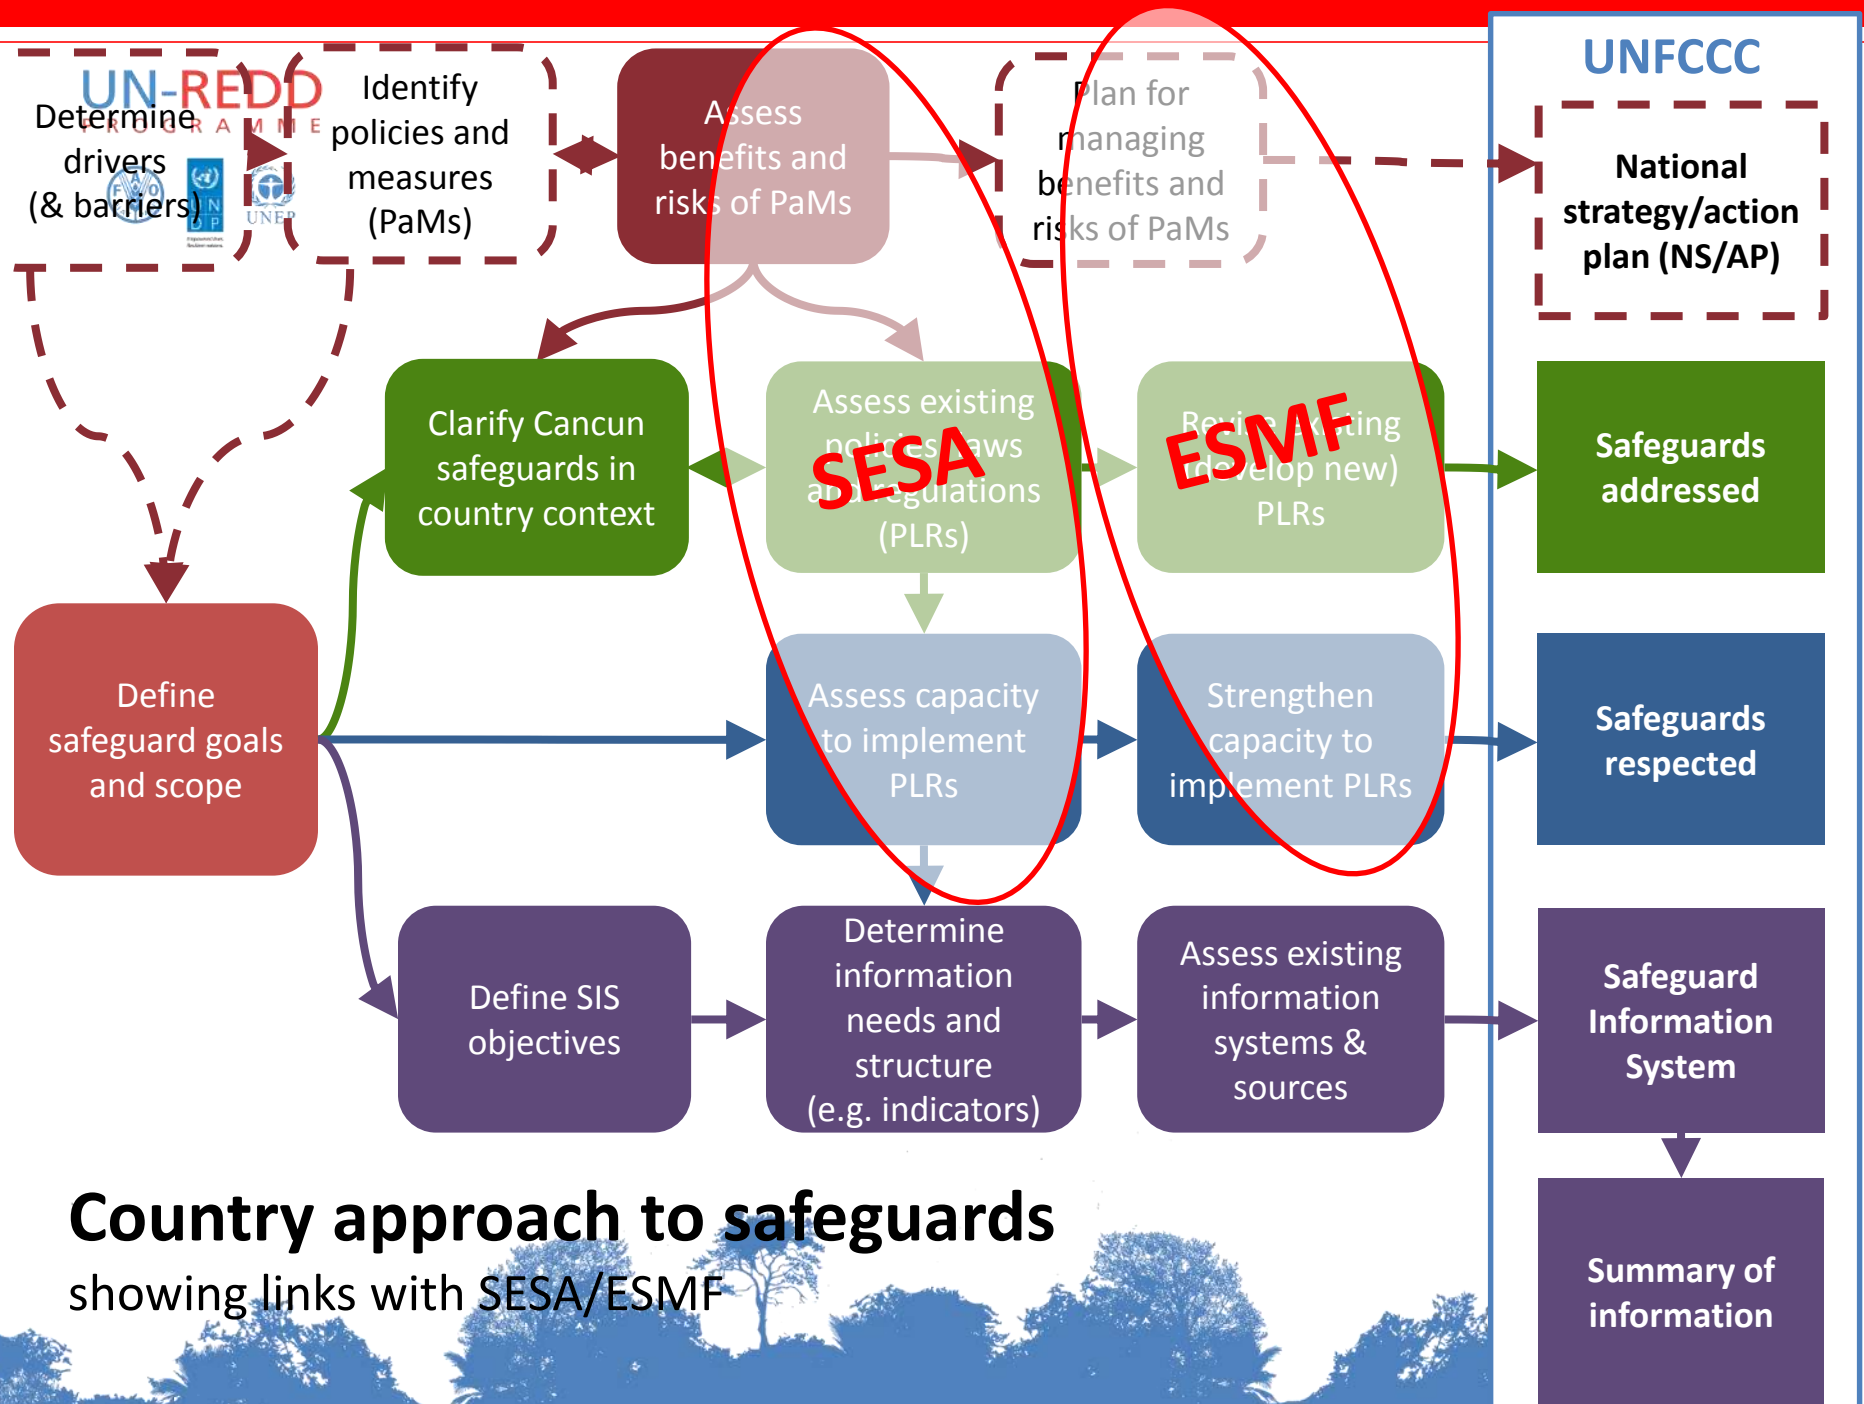 UN-REDD
PROGRAMME
FAO
UN
DP
UNEP
Determine
drivers
(& barriers)
Identify
policies and
measures
(PaMs)
Assess
benefits and
risks of PaMs
Plan for
managing
benefits and
risks of PaMs
UNFCCC
National
strategy/action
plan (NS/AP)
Clarify Cancun
safeguards in
country context
Assess existing
policies, laws
and regulations
(PLRs)
SESA
Revise existing
(develop new)
PLRs
ESMF
Safeguards
addressed
Define
safeguard goals
and scope
Assess capacity
to implement
PLRs
Strengthen
capacity to
implement PLRs
Safeguards
respected
Define SIS
objectives
Determine
information
needs and
structure
(e.g. indicators)
Assess existing
information
systems &
sources
Safeguard
Information
System
Summary of
information
Country approach to safeguards
showing links with SESA/ESMF